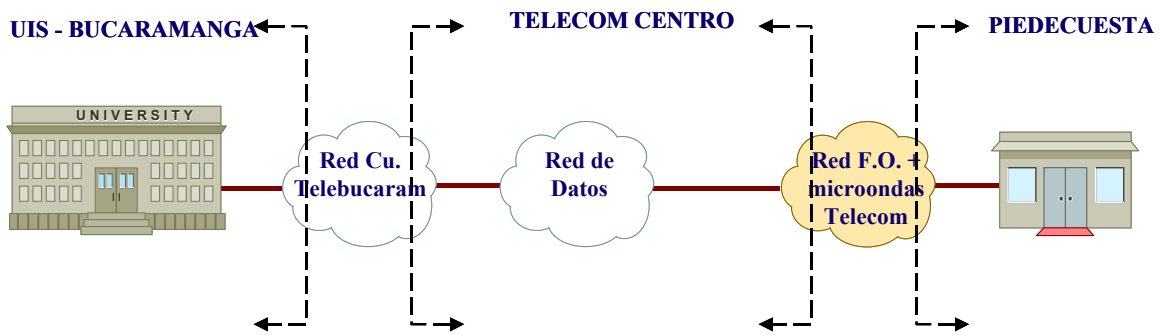 UIS - BUCARAMANGA
TELECOM CENTRO
PIEDECUESTA
UNIVERSITY
Red Cu.
Telebucaram
Red de
Datos
Red F.O. +
microondas
Telecom